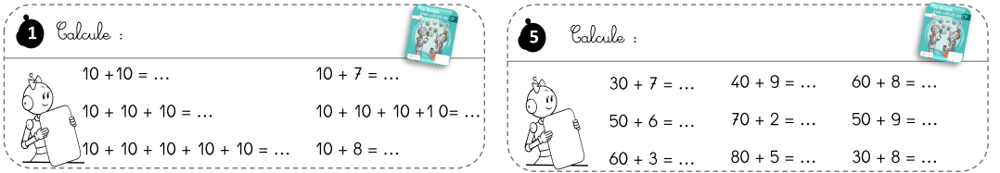 1 Calcule :
10 +10 = ... 10 + 7 = ...
10 + 10 + 10 = ... 10 + 10 + 10 +1 0= ...
10 + 10 + 10 + 10 + 10 = ... 10 + 8 = ...
5 Calcule :
30 + 7 = ... 40 + 9 = ... 60 + 8 = ...
50 + 6 = ... 70 + 2 = ... 50 + 9 = ...
60 + 3 = ... 80 + 5 = ... 30 + 8 = ...